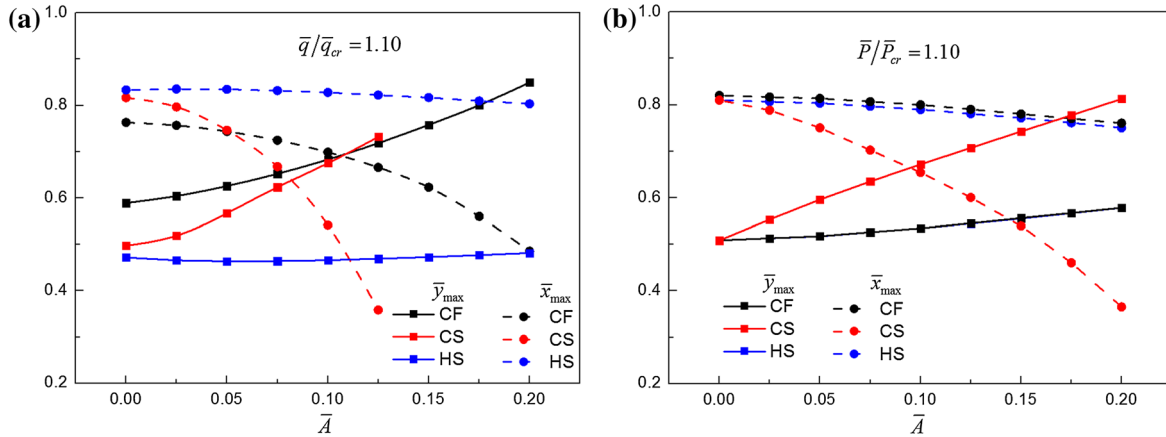 (a)
q̅/q̅cr = 1.10
1.0
0.8
0.6
0.4
0.2
y̅max x̅max
CF CF
CS CS
HS HS
0.00 0.05 0.10 0.15 0.20
A̅
(b)
P̅/P̅cr = 1.10
1.0
0.8
0.6
0.4
0.2
y̅max x̅max
CF CF
CS CS
HS HS
0.00 0.05 0.10 0.15 0.20
A̅